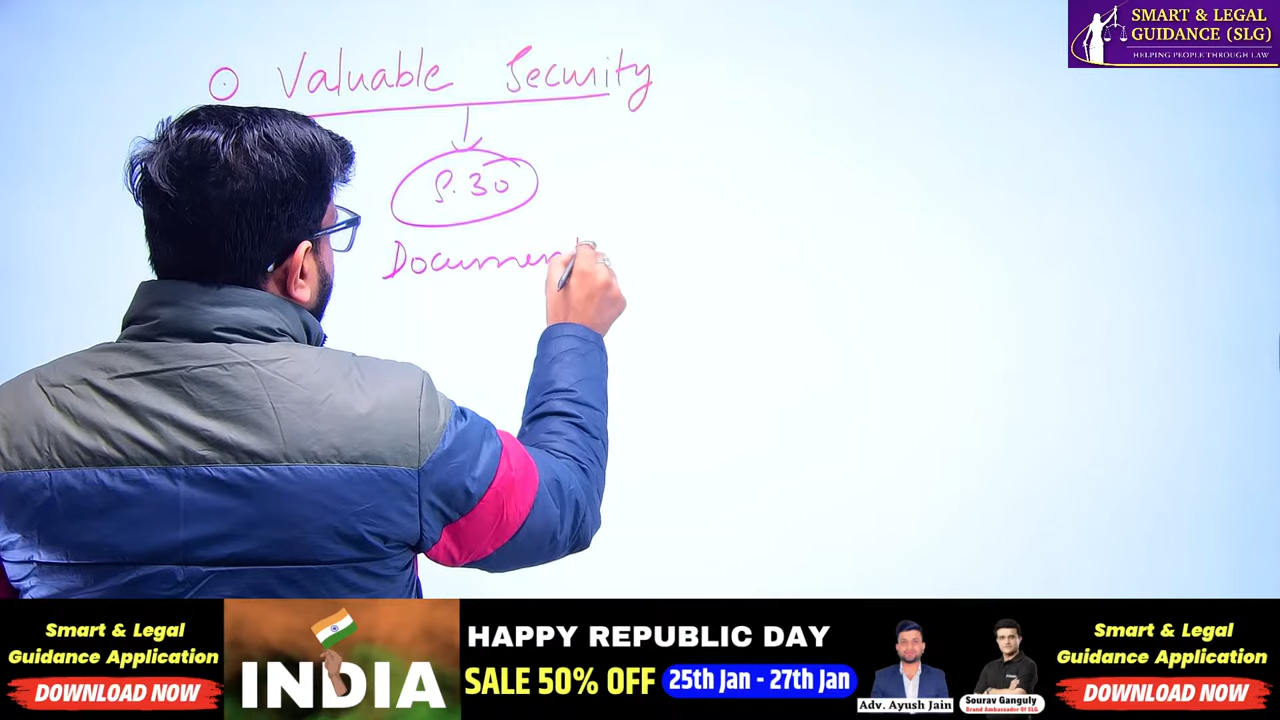 SMART & LEGAL
GUIDANCE (SLG)
HELPING PEOPLE THROUGH LAW
Valuable Security
S. 30
Documen
Smart & Legal
Guidance Application
DOWNLOAD NOW
INDIA
HAPPY REPUBLIC DAY
SALE 50% OFF 25th Jan - 27th Jan
Adv. Ayush Jain
Sourav Ganguly
Brand Ambassador Of SLG
Smart & Legal
Guidance Application
DOWNLOAD NOW